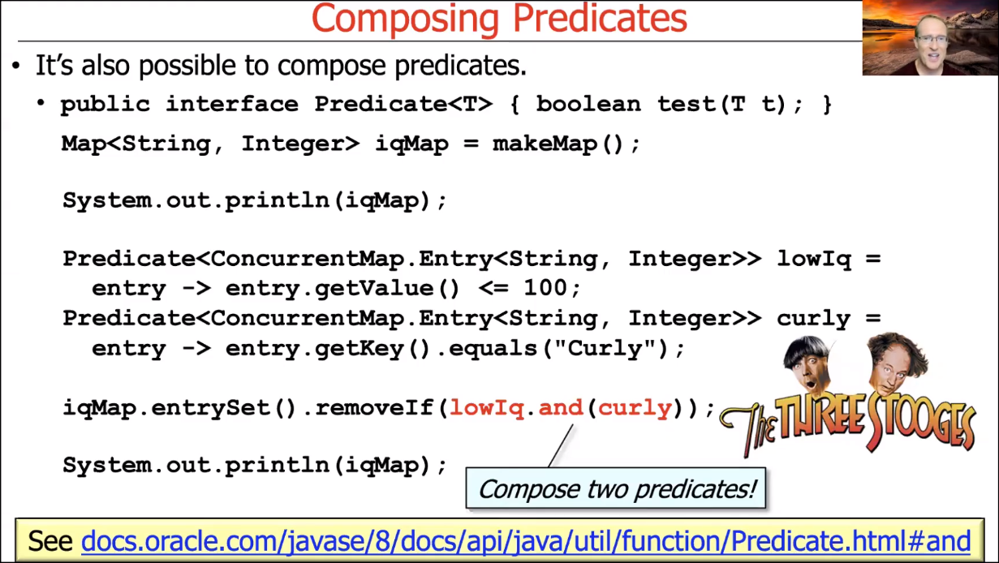 Composing Predicates
• It's also possible to compose predicates.
• public interface Predicate<T> { boolean test(T t); }
Map<String, Integer> iqMap = makeMap();
System.out.println(iqMap);
Predicate<ConcurrentMap.Entry<String, Integer>> lowIq =
entry -> entry.getValue() <= 100;
Predicate<ConcurrentMap.Entry<String, Integer>> curly =
entry -> entry.getKey().equals("Curly");
iqMap.entrySet().removeIf(lowIq.and(curly));
The THREE STOOGES
System.out.println(iqMap);
Compose two predicates!
See docs.oracle.com/javase/8/docs/api/java/util/function/Predicate.html#and